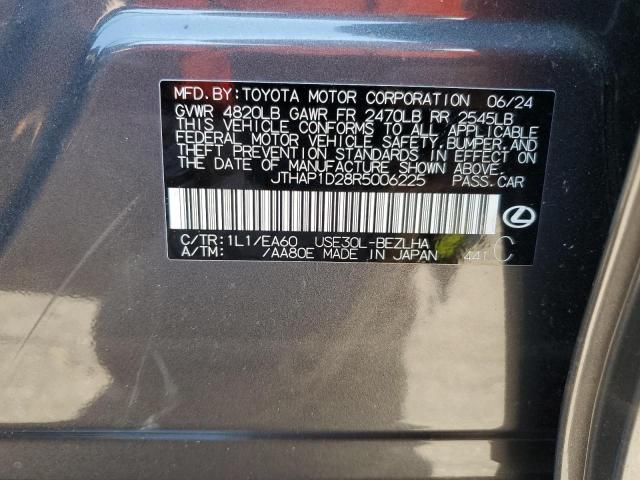 MFD.BY:TOYOTA MOTOR CORPORATION 06/24
GVWR 4820LB GAWR FR 2470LB RR 2545LB
THIS VEHICLE CONFORMS TO ALL APPLICABLE
FEDERAL MOTOR VEHICLE SAFETY,BUMPER,AND
THEFT PREVENTION STANDARDS IN EFFECT ON
THE DATE OF MANUFACTURE SHOWN ABOVE.
JTHAP1D28R5006225 PASS.CAR
C/TR:1L1/EA60 USE30L-BEZLHA
A/TM: /AA80E MADE IN JAPAN 441 C